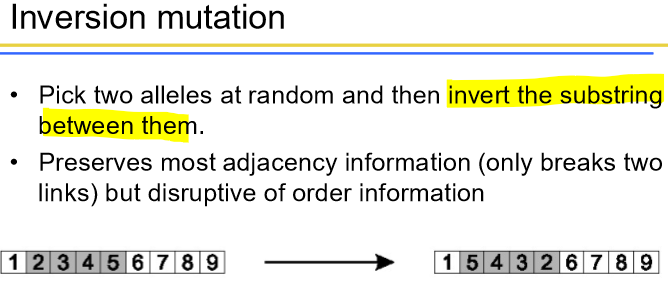 Inversion mutation
• Pick two alleles at random and then invert the substring
between them.
• Preserves most adjacency information (only breaks two
links) but disruptive of order information
1 2 3 4 5 6 7 8 9 1 5 4 3 2 6 7 8 9